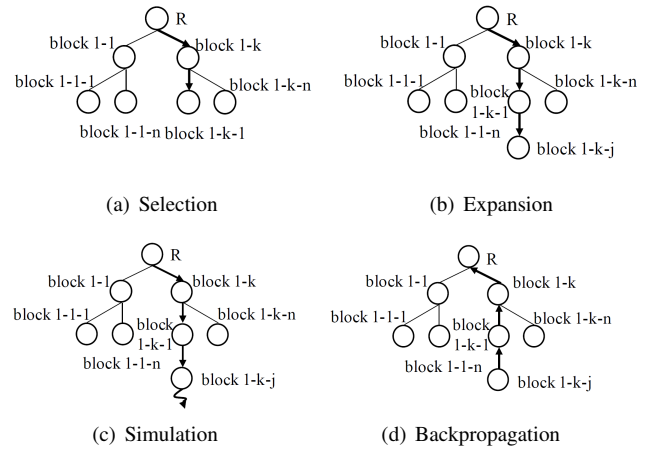 R
block 1-1
block 1-k
block 1-1-1
block 1-k-n
block 1-1-n
block 1-k-1
(a) Selection
R
block 1-1
block 1-k
block 1-1-1
block
1-k-1
block 1-k-n
block 1-1-n
block 1-k-j
(b) Expansion
R
block 1-1
block 1-k
block 1-1-1
block
1-k-1
block 1-k-n
block 1-1-n
block 1-k-j
(c) Simulation
R
block 1-1
block 1-k
block 1-1-1
block
1-k-1
block 1-k-n
block 1-1-n
block 1-k-j
(d) Backpropagation